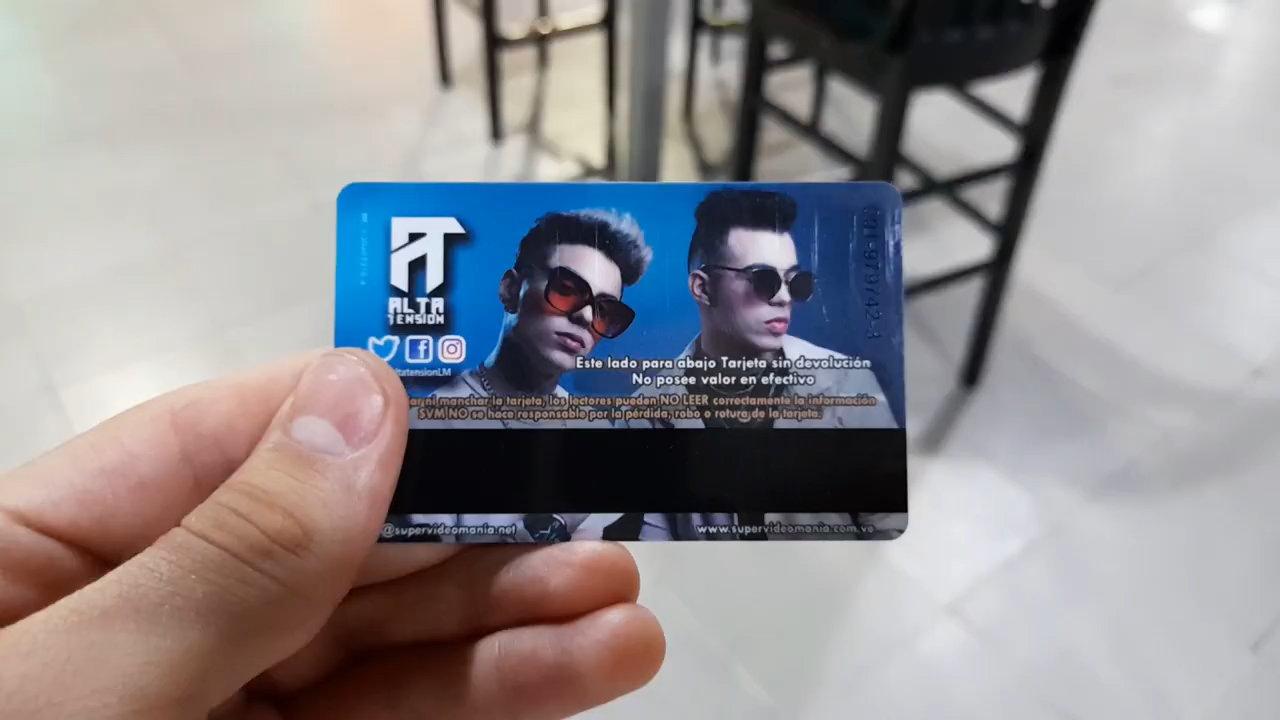 ALTA
TENSIÓN
tatensionLM
Este lado para abajo Tarjeta sin devolución
No posee valor en efectivo
manchar la tarjeta, los lectores pueden NO LEER correctamente la información
SVM NO se hace responsable por la pérdida, robo o rotura de la tarjeta.
@supervideomania.net
www.supervideomania.com.ve